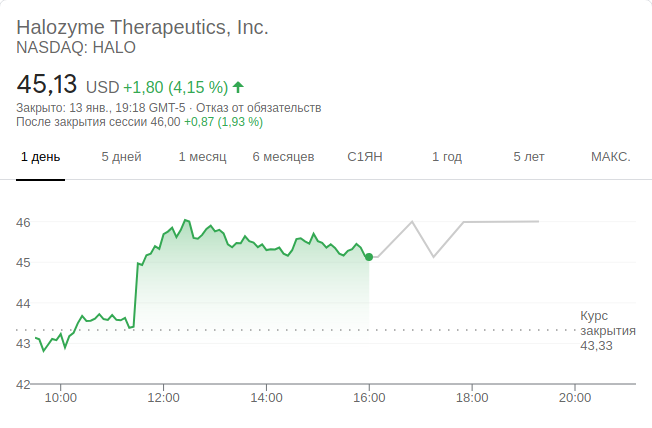 Halozyme Therapeutics, Inc.
NASDAQ: HALO
45,13 USD +1,80 (4,15 %)
Закрыто: 13 янв., 19:18 GMT-5 · Отказ от обязательств
После закрытия сессии 46,00 +0,87 (1,93 %)
1 день 5 дней 1 месяц 6 месяцев С1ЯН 1 год 5 лет МАКС.
46
45
44
Курс
закрытия
43,33
43
42
10:00 12:00 14:00 16:00 18:00 20:00